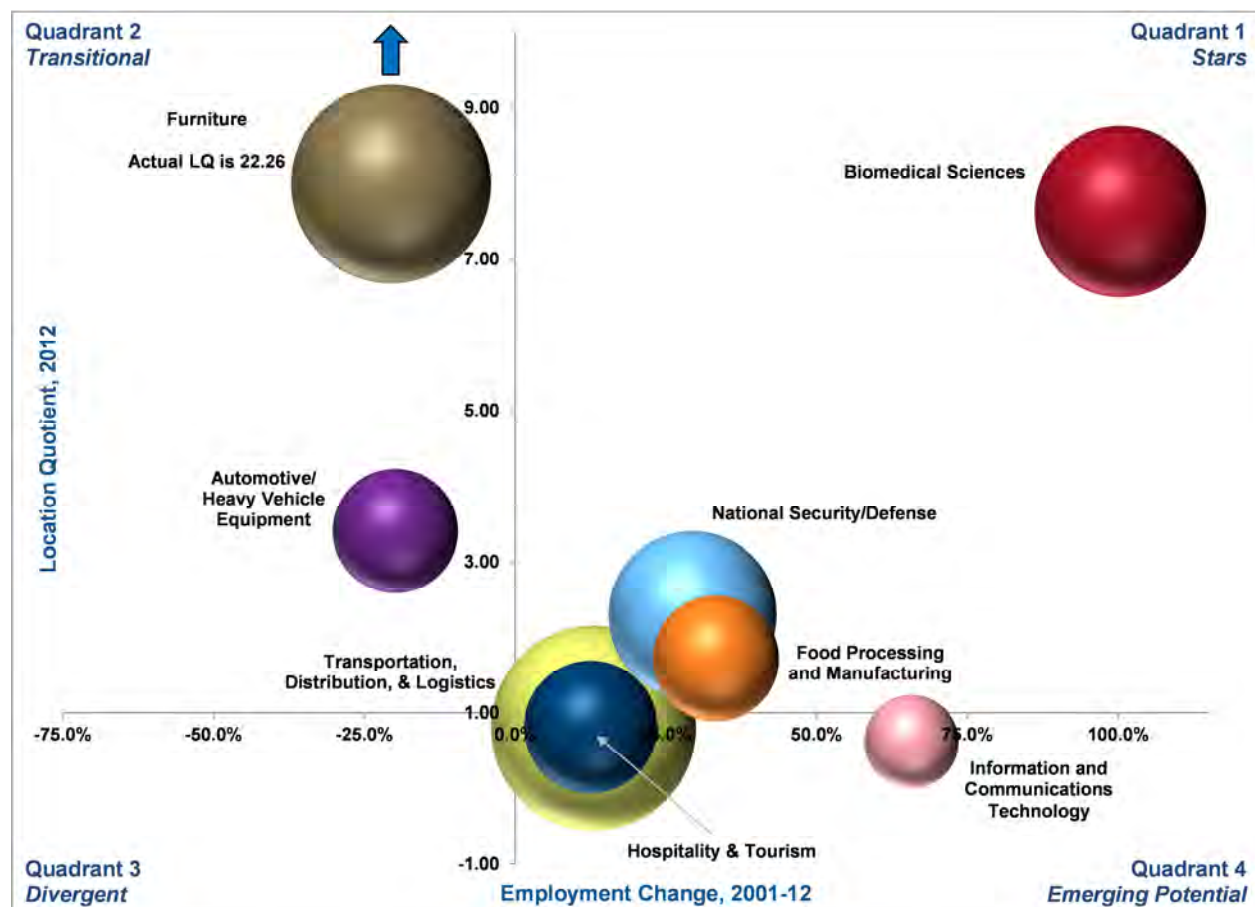 Quadrant 2
Transitional
Quadrant 1
Stars
Furniture
Actual LQ is 22.26
9.00
Biomedical Sciences
7.00
Location Quotient, 2012
5.00
Automotive/
Heavy Vehicle
Equipment
National Security/Defense
3.00
Transportation,
Distribution, & Logistics
Food Processing
and Manufacturing
1.00
-75.0%
-50.0%
-25.0%
0.0%
50.0%
75.0%
100.0%
Information and
Communications
Technology
Hospitality & Tourism
-1.00
Quadrant 3
Divergent
Employment Change, 2001-12
Quadrant 4
Emerging Potential